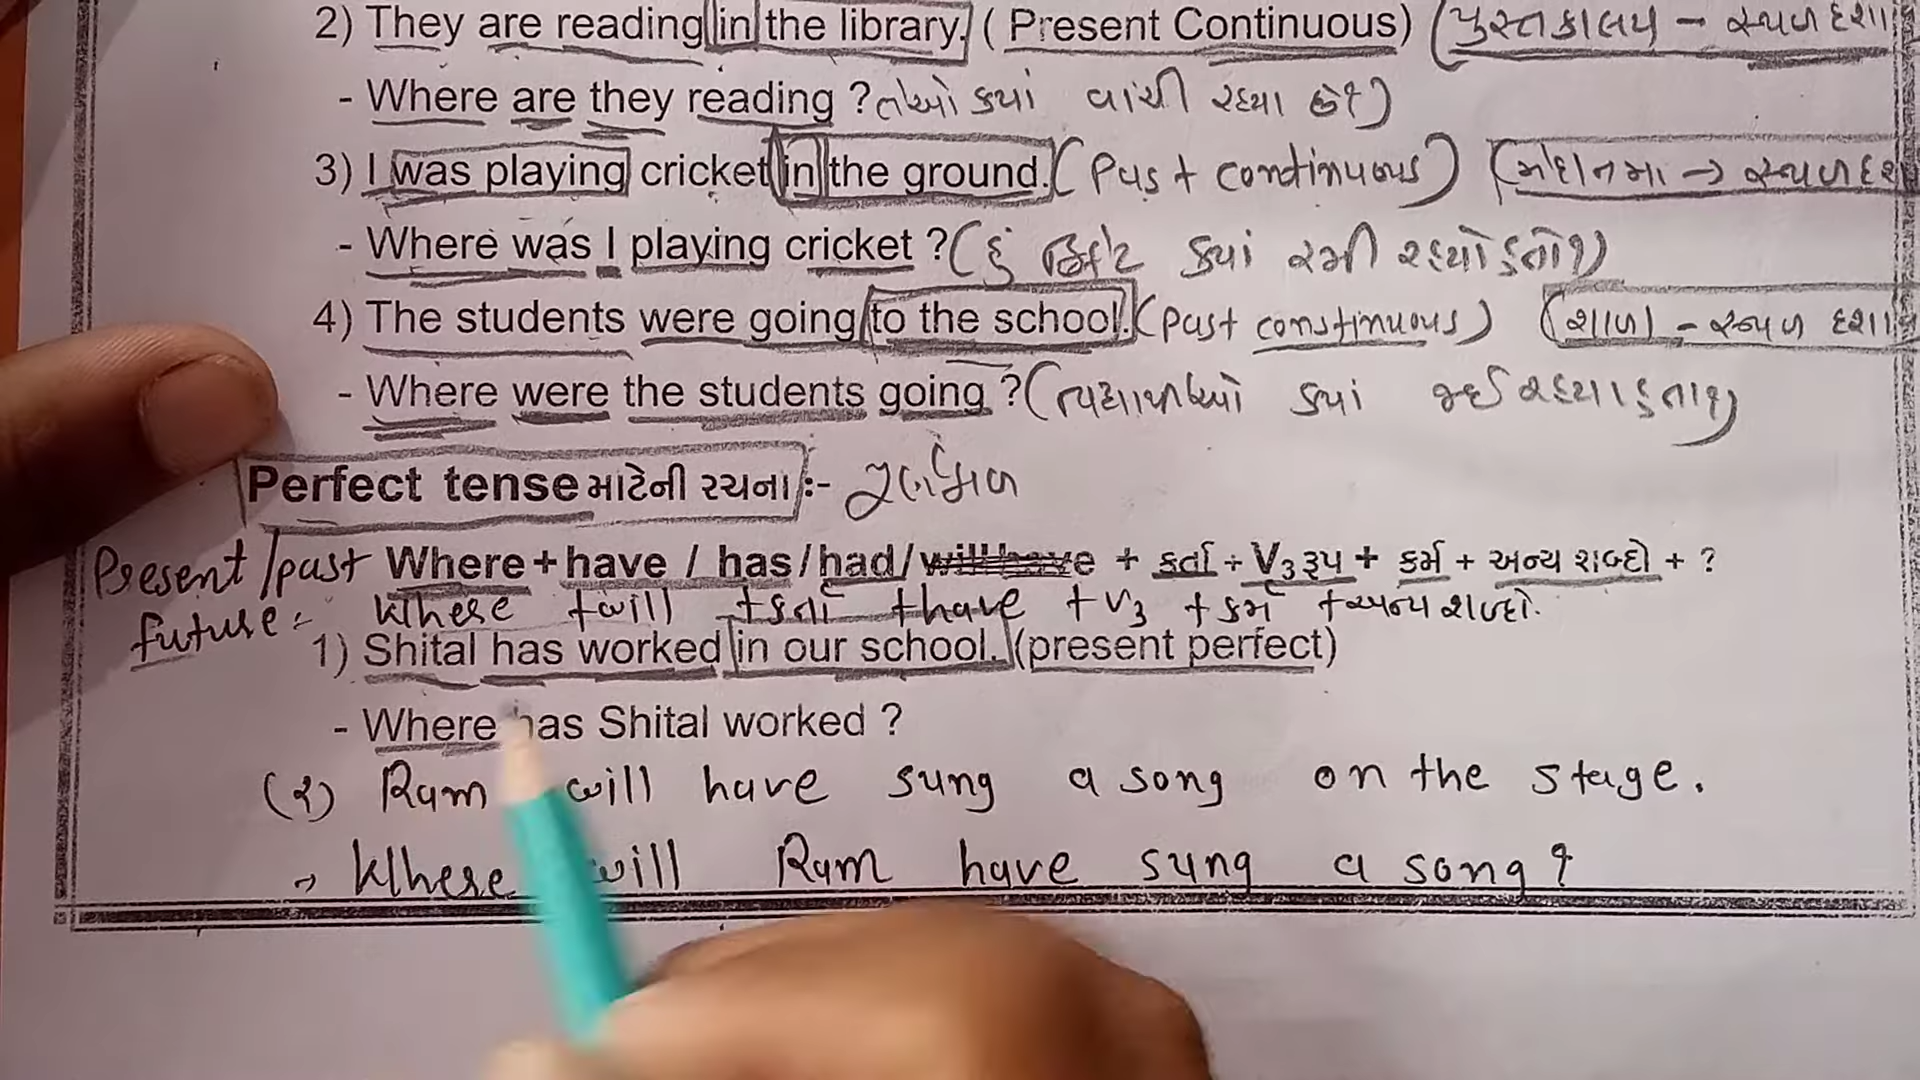 2) They are reading in the library. ( Present Continuous) (પુસ્તકાલય - સ્થળ દર્શા
- Where are they reading ? તેઓ ક્યાં વાંચી રહ્યા છે?)
3) I was playing cricket in the ground. (Past continuous) (મેદાનમા → સ્થળ દર્શ
- Where was I playing cricket ? (હું ક્રિકેટ ક્યાં રમી રહ્યો હતો?)
4) The students were going to the school. (Past constinuous) (શાળા - સ્થળ દર્શા
- Where were the students going ? ( ક્યાં જઈ રહ્યા હતા?)
Perfect tense માટેની રચના :-
Present /past Where + have / has / had / will have + કર્તા + V3 રૂપ + કર્મ + અન્ય શબ્દો + ?
future :- Where + will + કર્તા + have + v3 + કર્મ + અન્ય શબ્દો.
1) Shital has worked in our school. (present perfect)
- Where has Shital worked ?
(૨) Ram will have sung a song on the stage.
→ Where will Ram have sung a song?